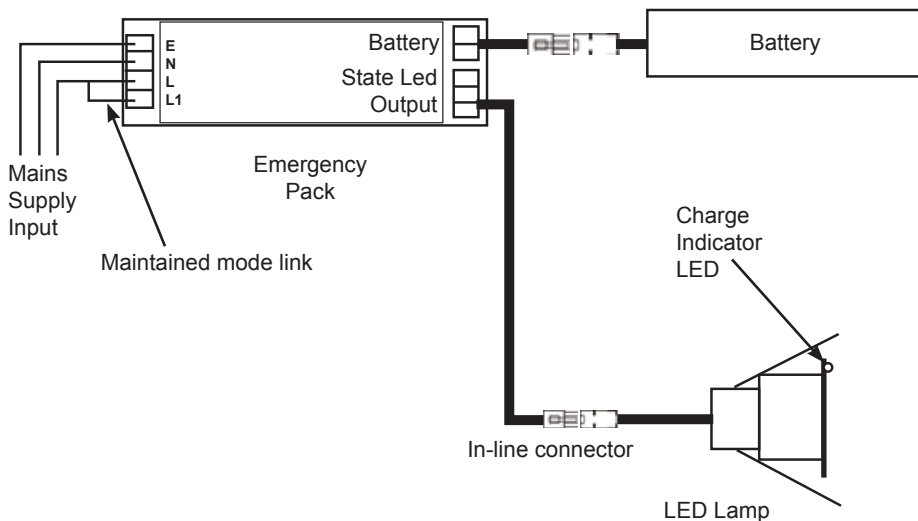 E
N
L
L1
Battery
State Led
Output
Battery
Mains
Supply
Input
Emergency
Pack
Maintained mode link
Charge
Indicator
LED
In-line connector
LED Lamp